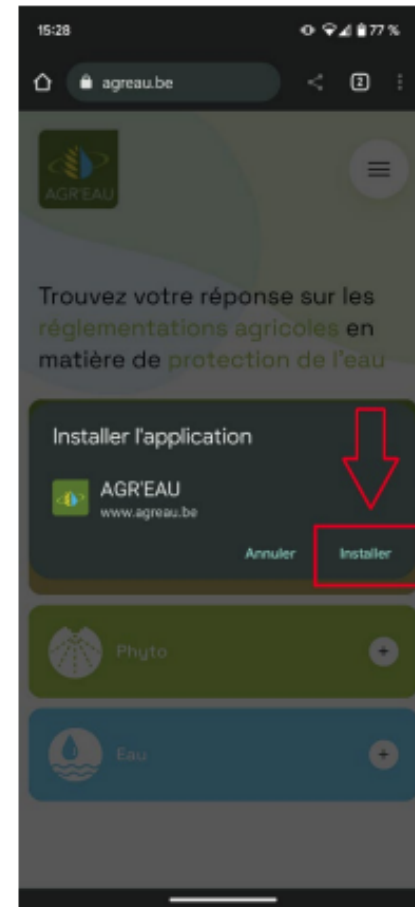 15:28
77 %
agreau.be
2
AGR'EAU
Trouvez votre réponse sur les
réglementations agricoles en
matière de protection de l'eau
Installer l'application
AGR'EAU
www.agreau.be
Annuler
Installer
Phyto
+
Eau
+